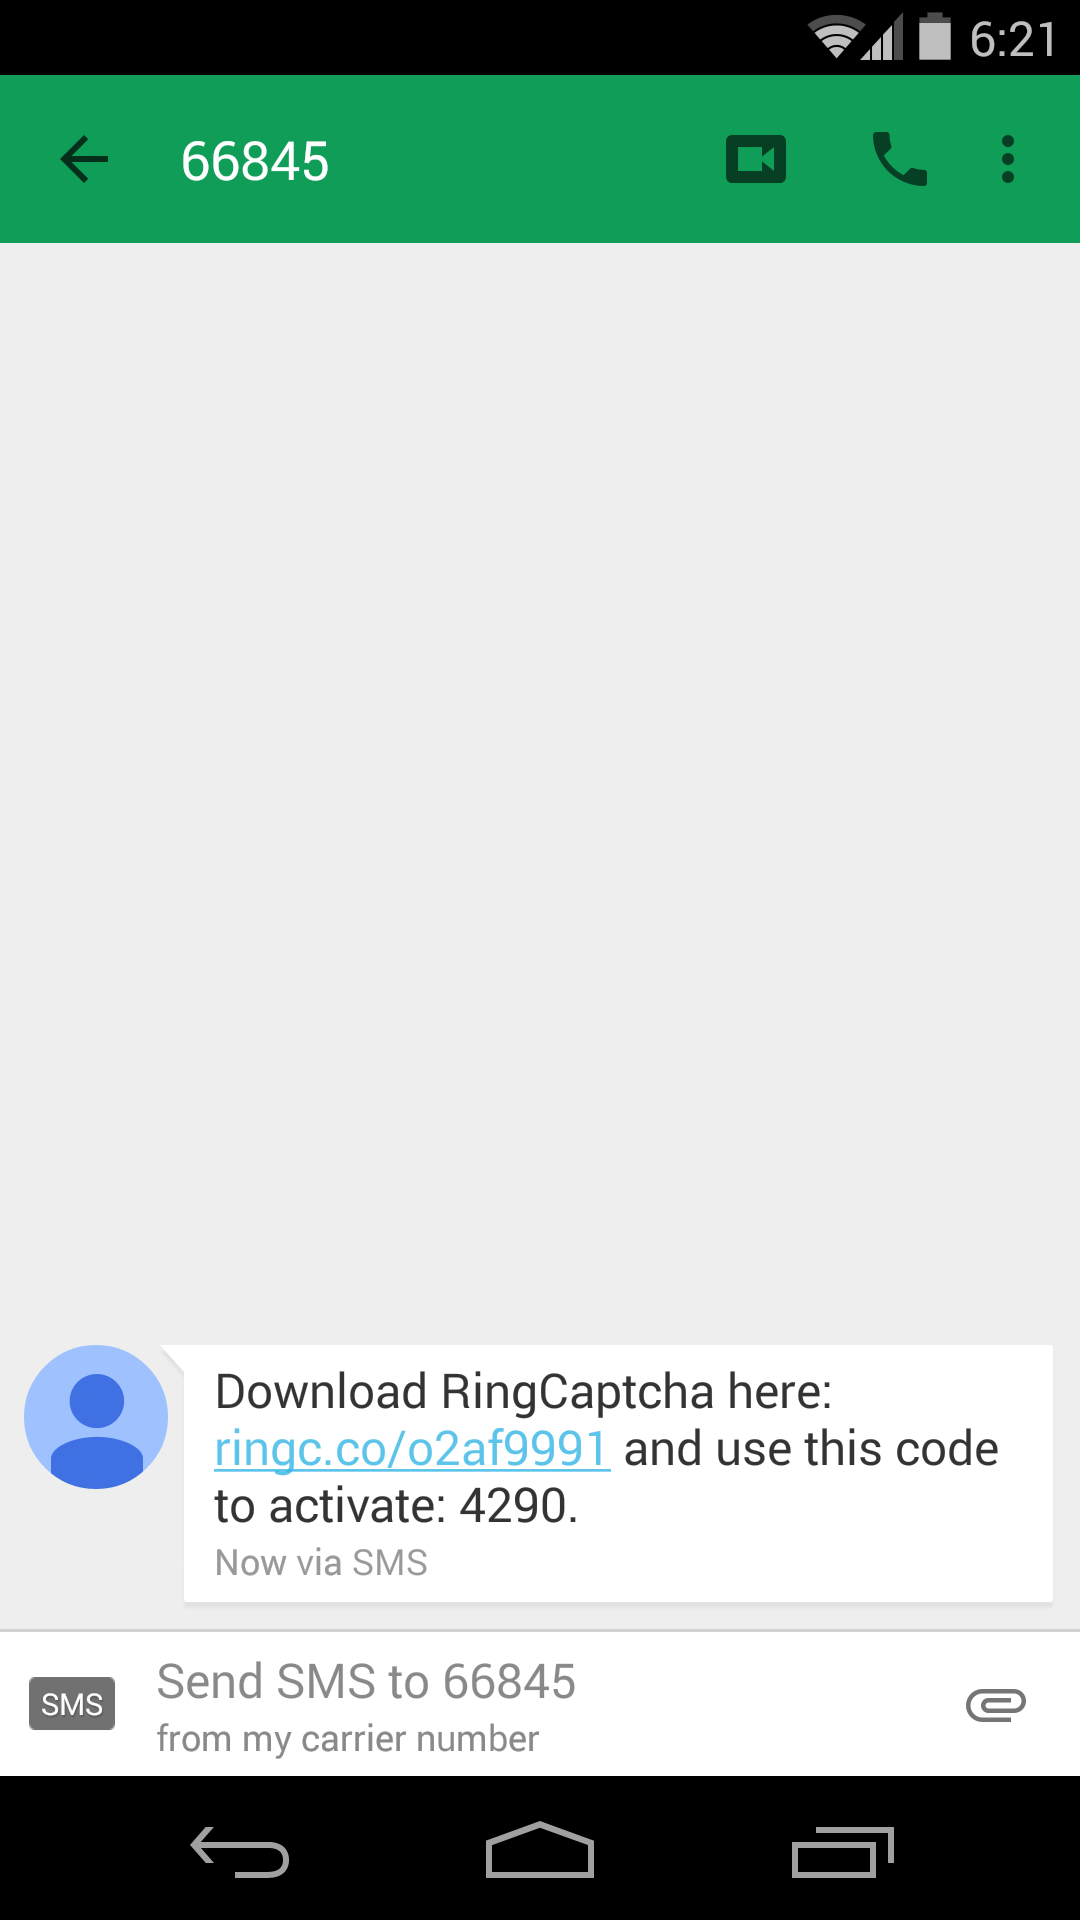 6:21
66845
Download RingCaptcha here:
ringc.co/o2af9991 and use this code
to activate: 4290.
Now via SMS
SMS
Send SMS to 66845
from my carrier number